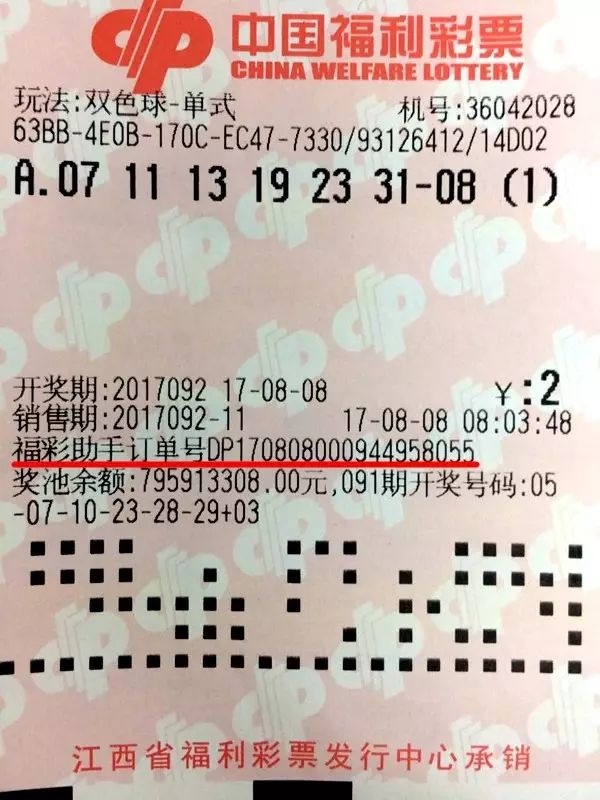 中国福利彩票
CHINA WELFARE LOTTERY
玩法:双色球-单式 机号:36042028
63BB-4E0B-170C-EC47-7330/93126412/14D02
A.07 11 13 19 23 31-08 (1)
开奖期:2017092 17-08-08 ¥:2
销售期:2017092-11 17-08-08 08:03:48
福彩助手订单号DP170808000944958055
奖池余额:795913308.00元,091期开奖号码:05
-07-10-23-28-29+03
江西省福利彩票发行中心承销